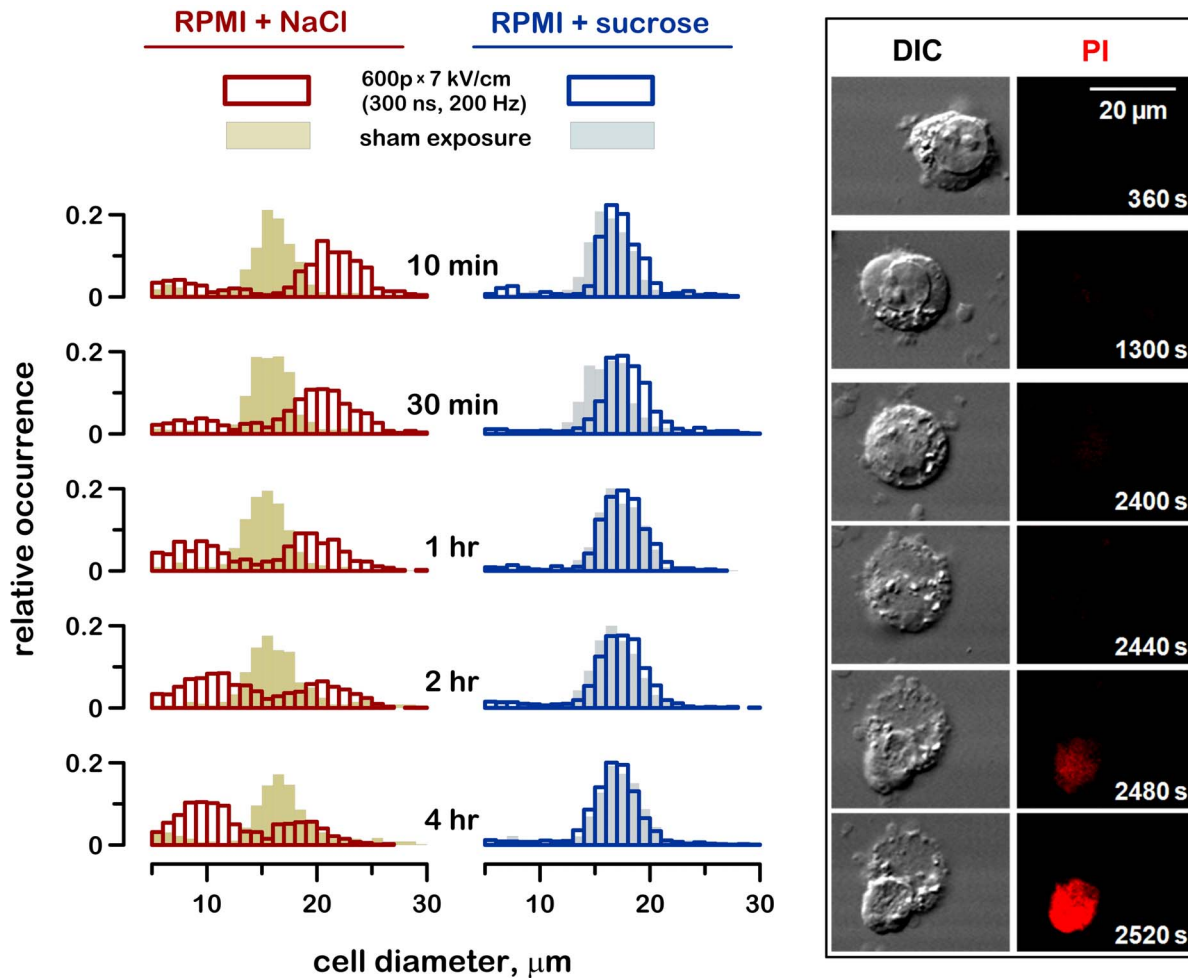 RPMI + NaCl
RPMI + sucrose
600p × 7 kV/cm
(300 ns, 200 Hz)
sham exposure
relative occurrence
0.2
0
10 min
0.2
0
30 min
0.2
0
1 hr
0.2
0
2 hr
0.2
0
4 hr
10 20 30 10 20 30
cell diameter, μm
DIC PI
20 μm
360 s
1300 s
2400 s
2440 s
2480 s
2520 s